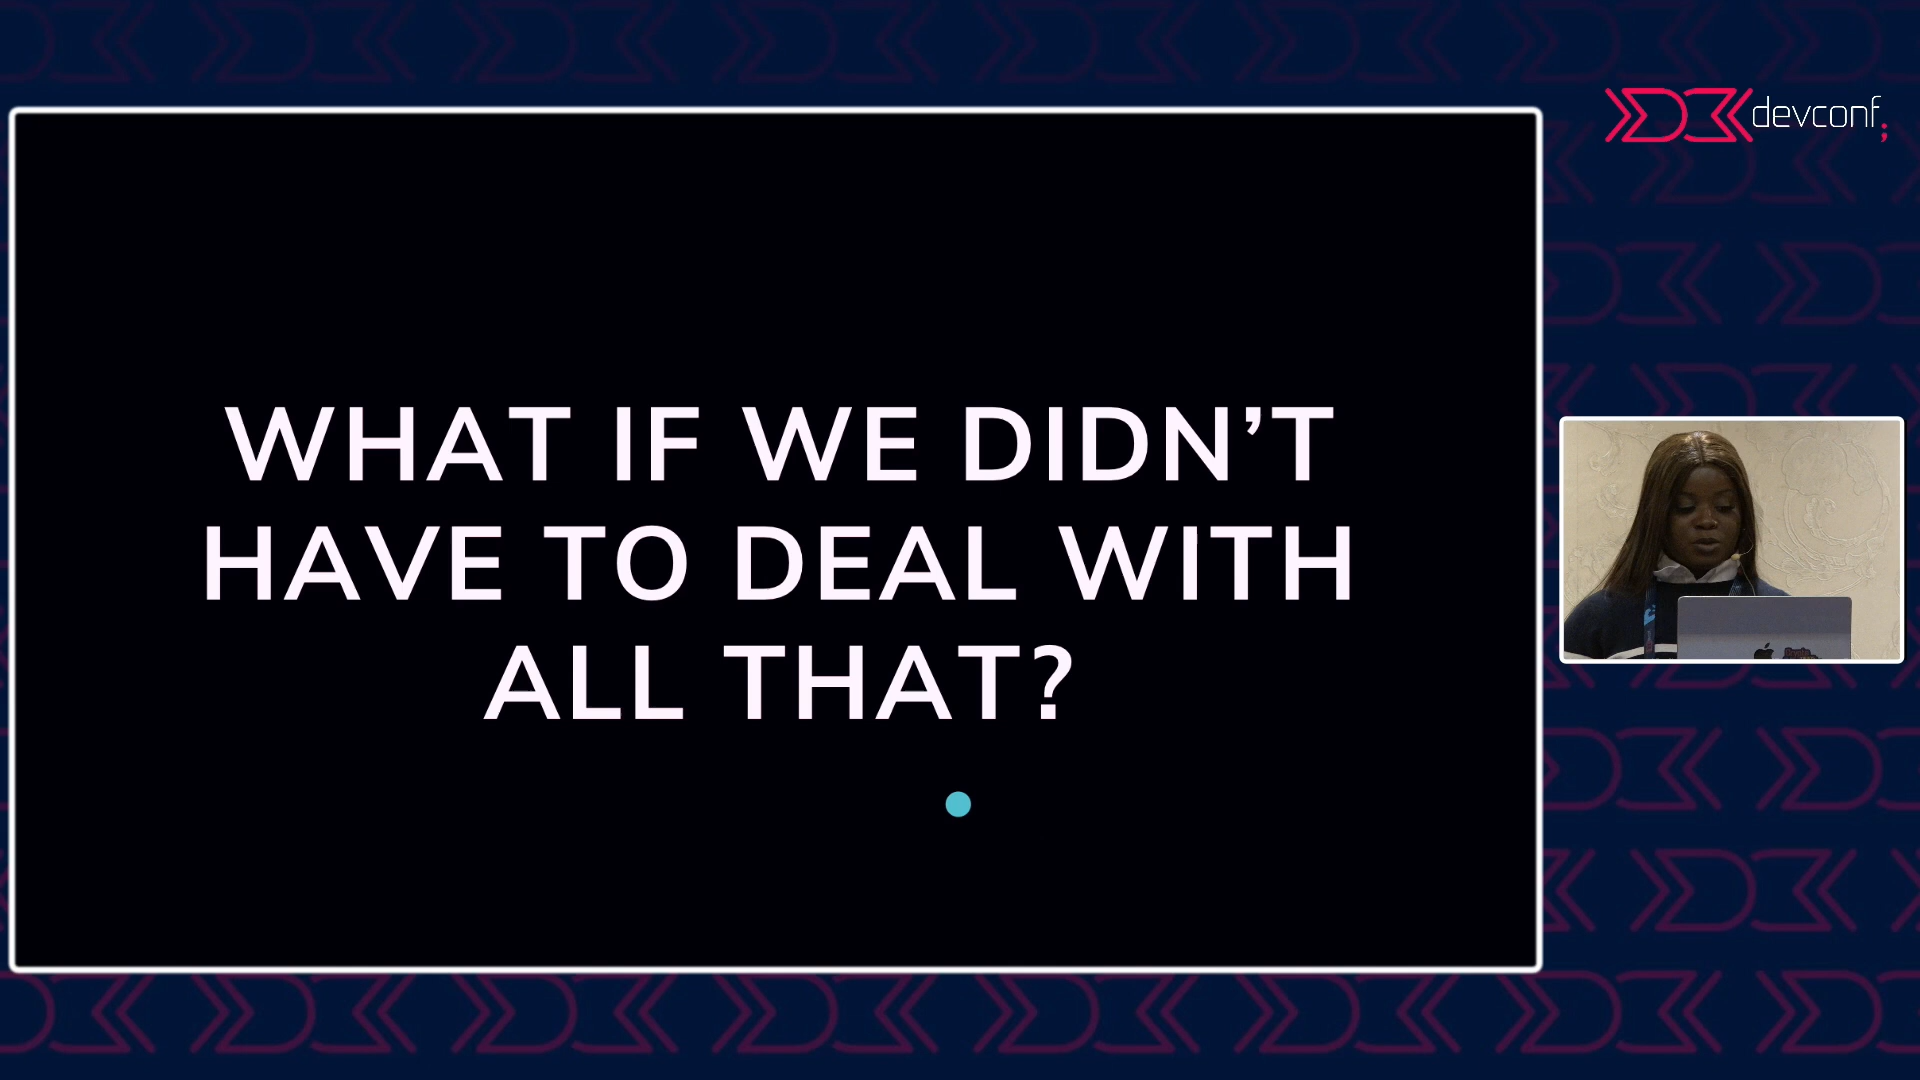 devconf;
WHAT IF WE DIDN’T
HAVE TO DEAL WITH
ALL THAT?